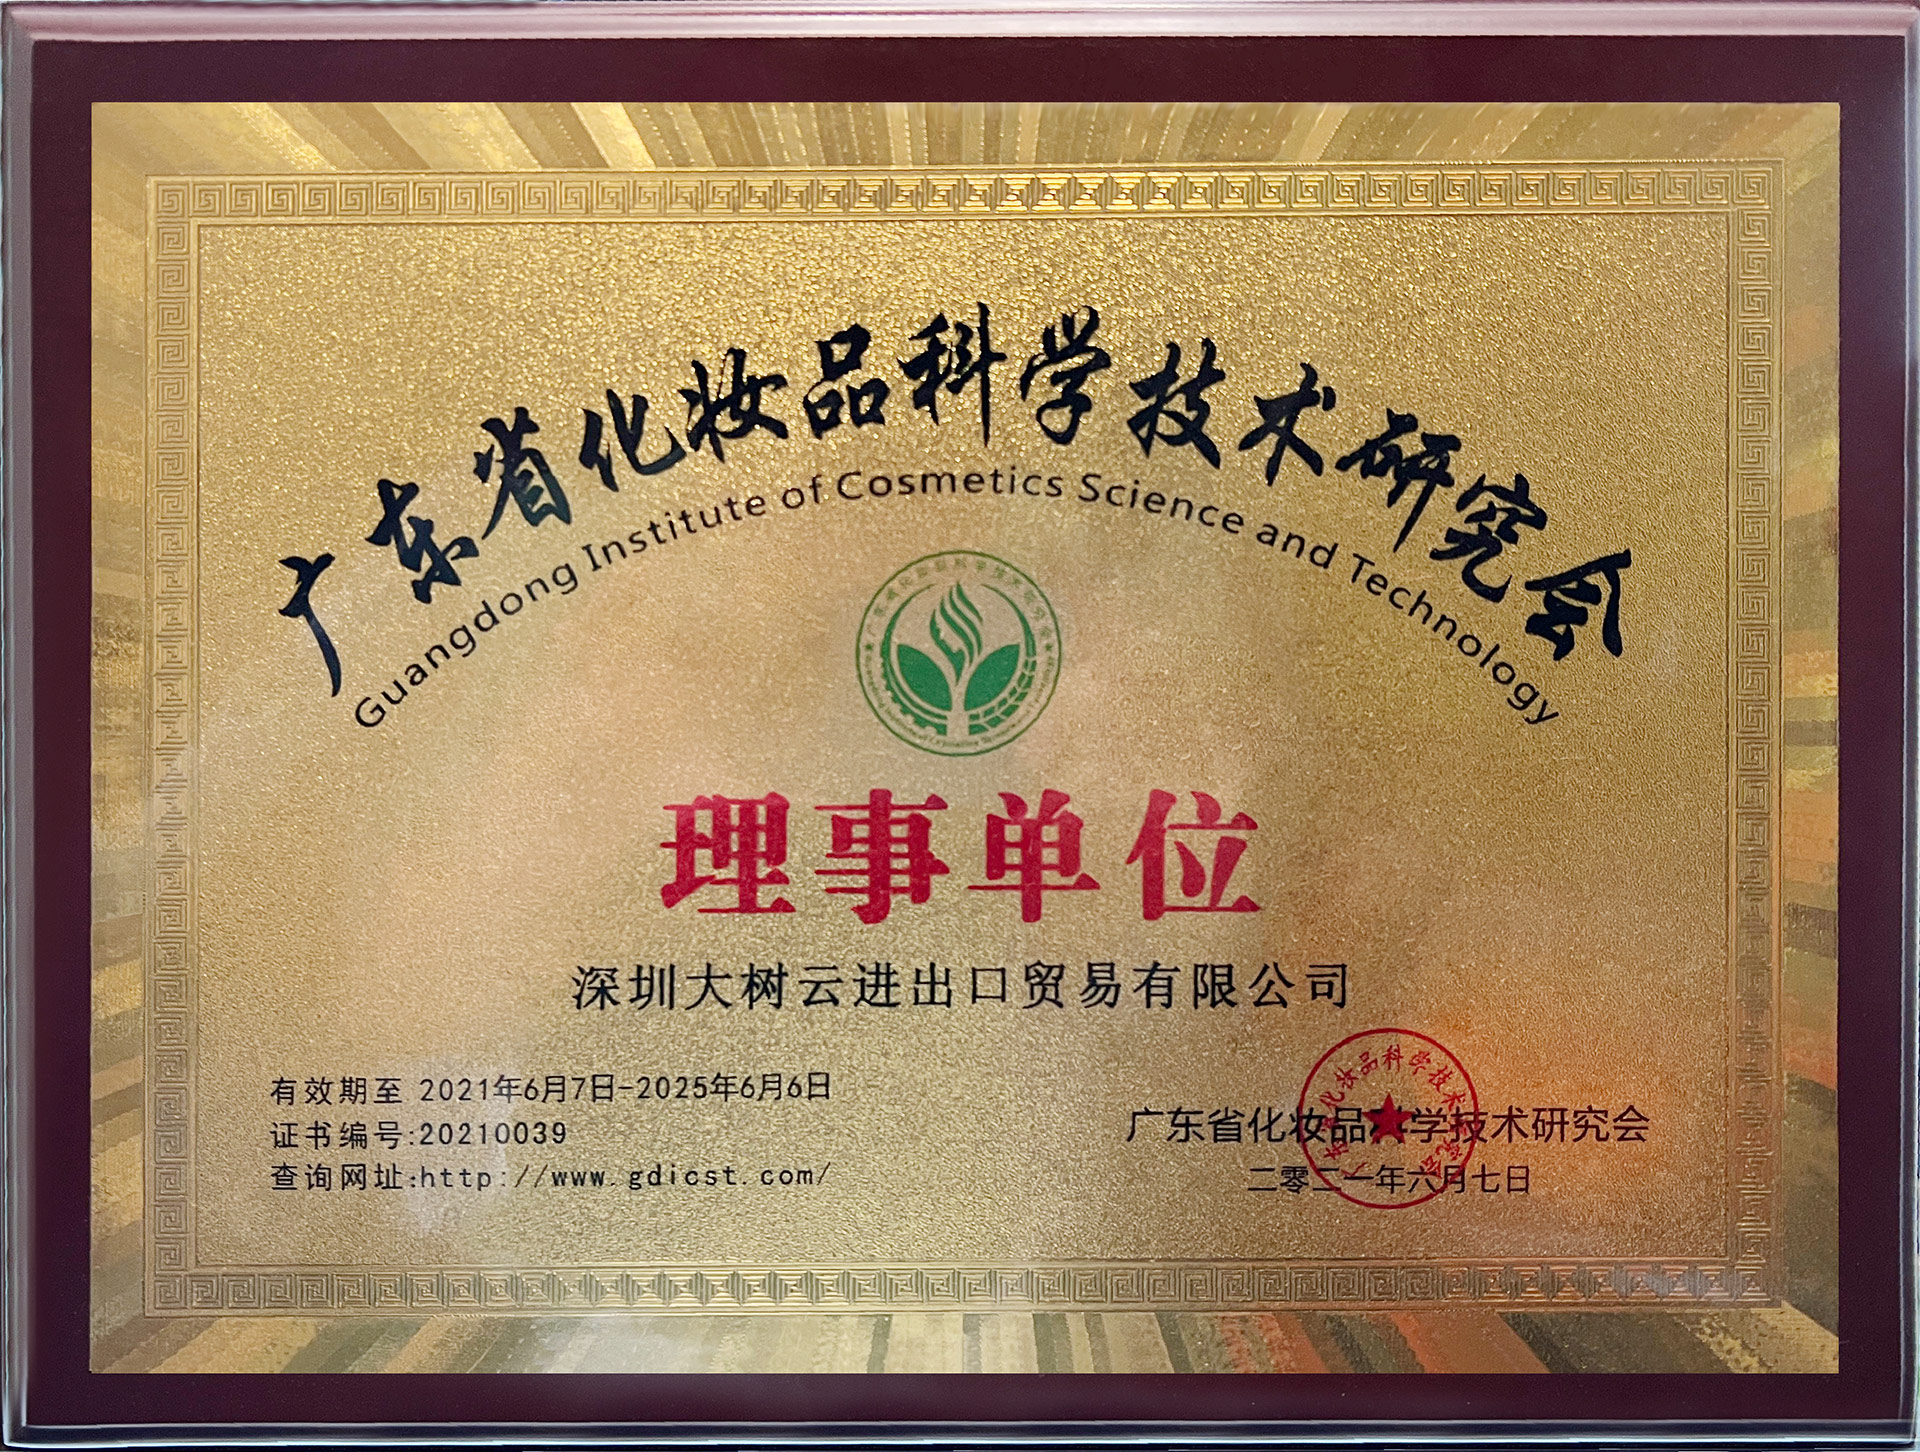 广东省化妆品科学技术研究会
Guangdong Institute of Cosmetics Science and Technology
理事单位
深圳大树云进出口贸易有限公司
有效期至 2021年6月7日-2025年6月6日
证书编号:20210039
查询网址:http://www.gdicst.com/
广东省化妆品科学技术研究会
二零二一年六月七日